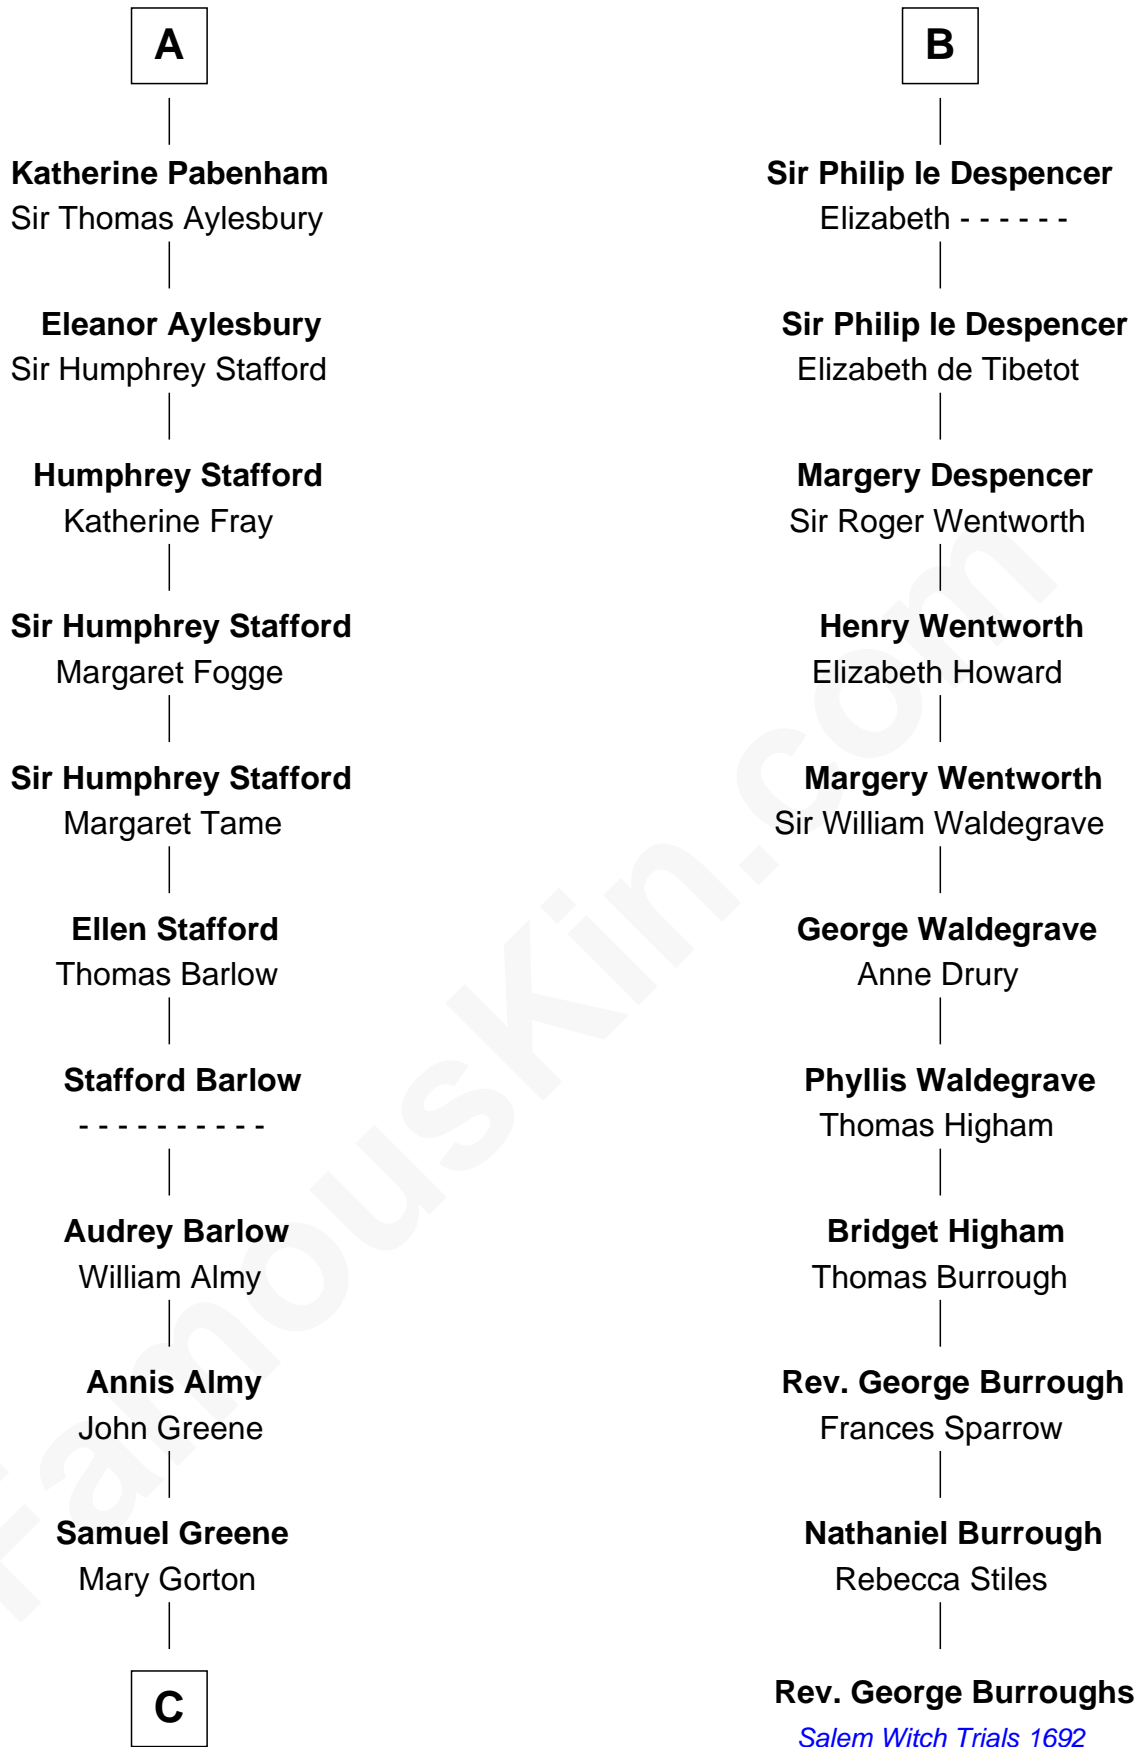 A
Katherine Pabenham
Sir Thomas Aylesbury
Eleanor Aylesbury
Sir Humphrey Stafford
Humphrey Stafford
Katherine Fray
Sir Humphrey Stafford
Margaret Fogge
Sir Humphrey Stafford
Margaret Tame
Ellen Stafford
Thomas Barlow
Stafford Barlow
- - - - - - - - - -
Audrey Barlow
William Almy
Annis Almy
John Greene
Samuel Greene
Mary Gorton
C
B
Sir Philip le Despencer
Elizabeth - - - - - -
Sir Philip le Despencer
Elizabeth de Tibetot
Margery Despencer
Sir Roger Wentworth
Henry Wentworth
Elizabeth Howard
Margery Wentworth
Sir William Waldegrave
George Waldegrave
Anne Drury
Phyllis Waldegrave
Thomas Higham
Bridget Higham
Thomas Burrough
Rev. George Burrough
Frances Sparrow
Nathaniel Burrough
Rebecca Stiles
Rev. George Burroughs
Salem Witch Trials 1692
FamousKin.com